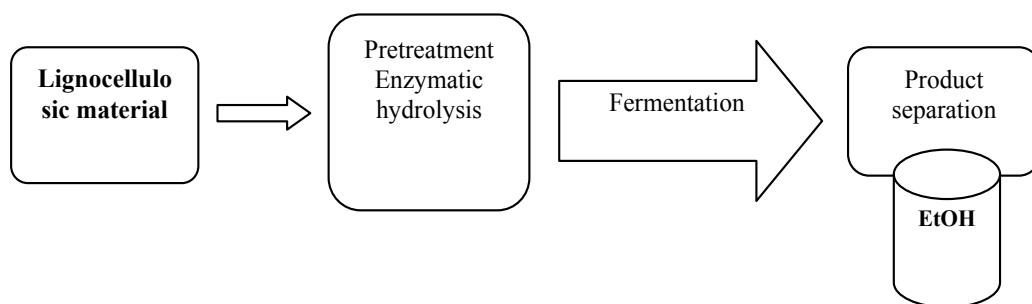 Lignocellulo
sic material
Pretreatment
Enzymatic
hydrolysis
Fermentation
Product
separation
EtOH